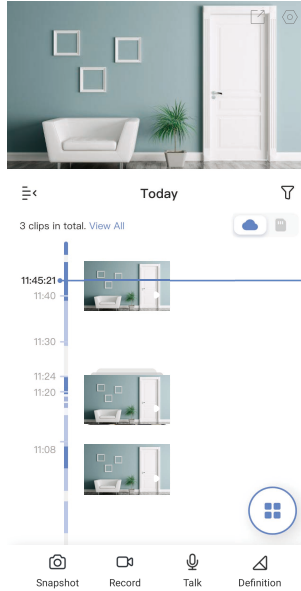 Today
3 clips in total. View All
11:45:21
11:40
11:30
11:24
11:20
11:08
Snapshot Record Talk Definition